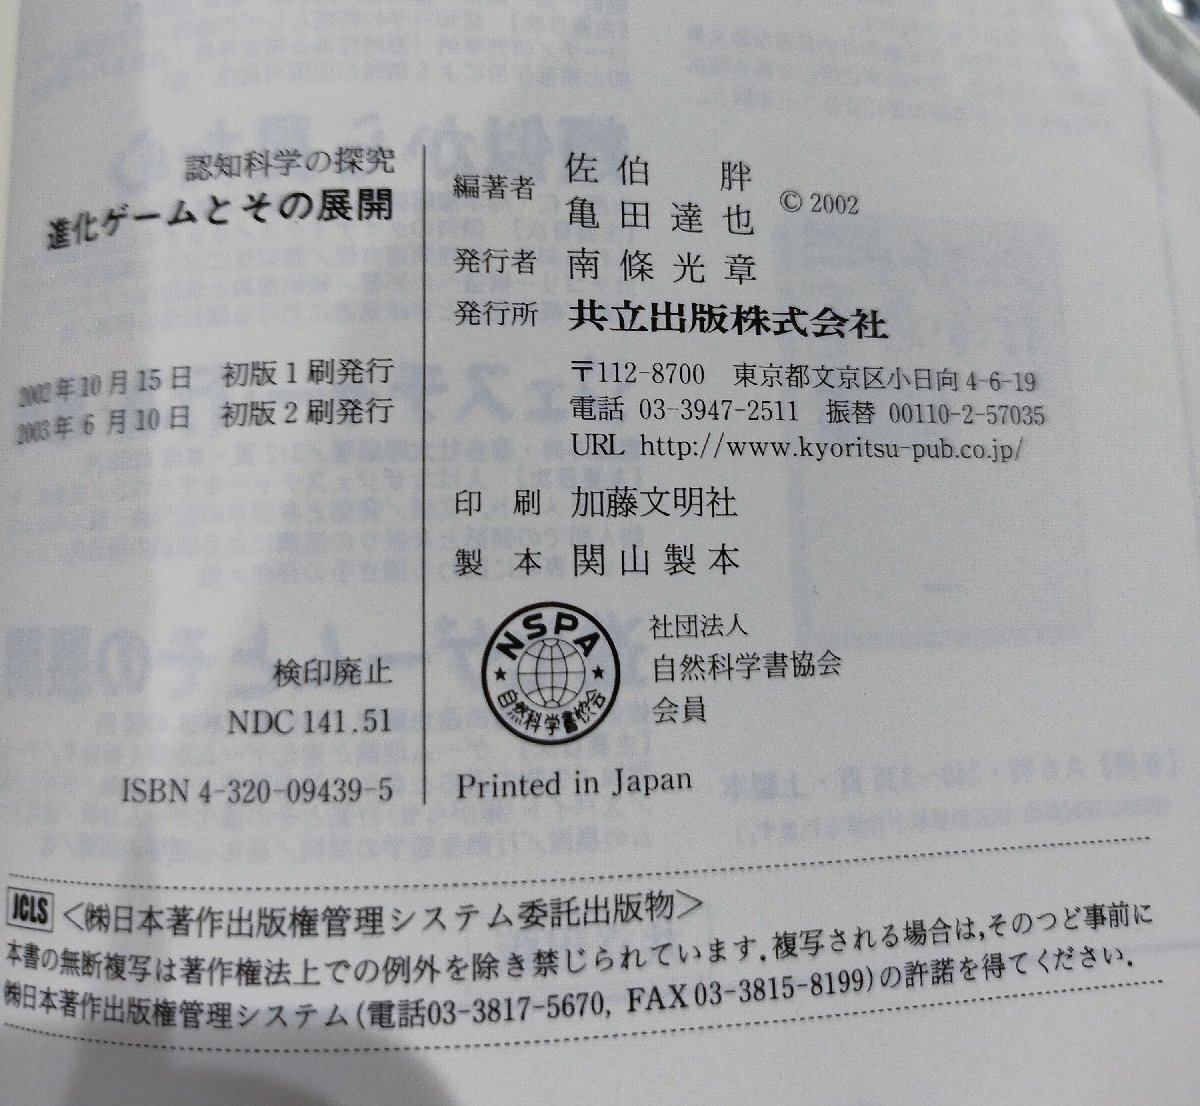 認知科学の探究
進化ゲームとその展開
2002年10月15日 初版1刷発行
2003年6月10日 初版2刷発行
検印廃止
NDC 141.51
ISBN 4-320-09439-5
編著者 佐伯 胖
亀田達也
© 2002
発行者 南條光章
発行所 共立出版株式会社
〒112-8700 東京都文京区小日向4-6-19
電話 03-3947-2511 振替 00110-2-57035
URL http://www.kyoritsu-pub.co.jp/
印刷 加藤文明社
製本 関山製本
NSPA
自然科学書協会
社団法人
自然科学書協会
会員
Printed in Japan
JCLS <㈱日本著作出版権管理システム委託出版物>
本書の無断複写は著作権法上での例外を除き禁じられています.複写される場合は,そのつど事前に
㈱日本著作出版権管理システム(電話03-3817-5670, FAX 03-3815-8199)の許諾を得てください.